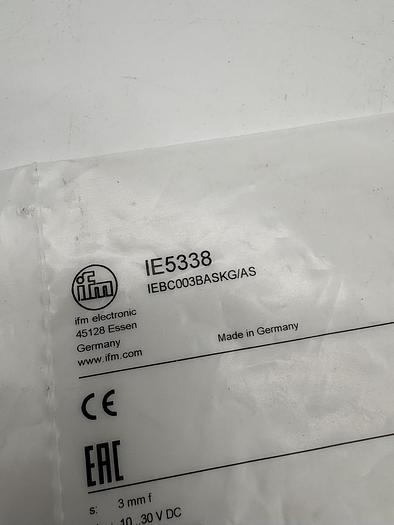 ifm
IE5338
IEBC003BASKG/AS
ifm electronic
45128 Essen
Germany
www.ifm.com
Made in Germany
CE
EAC
s: 3 mm f
10...30 V DC